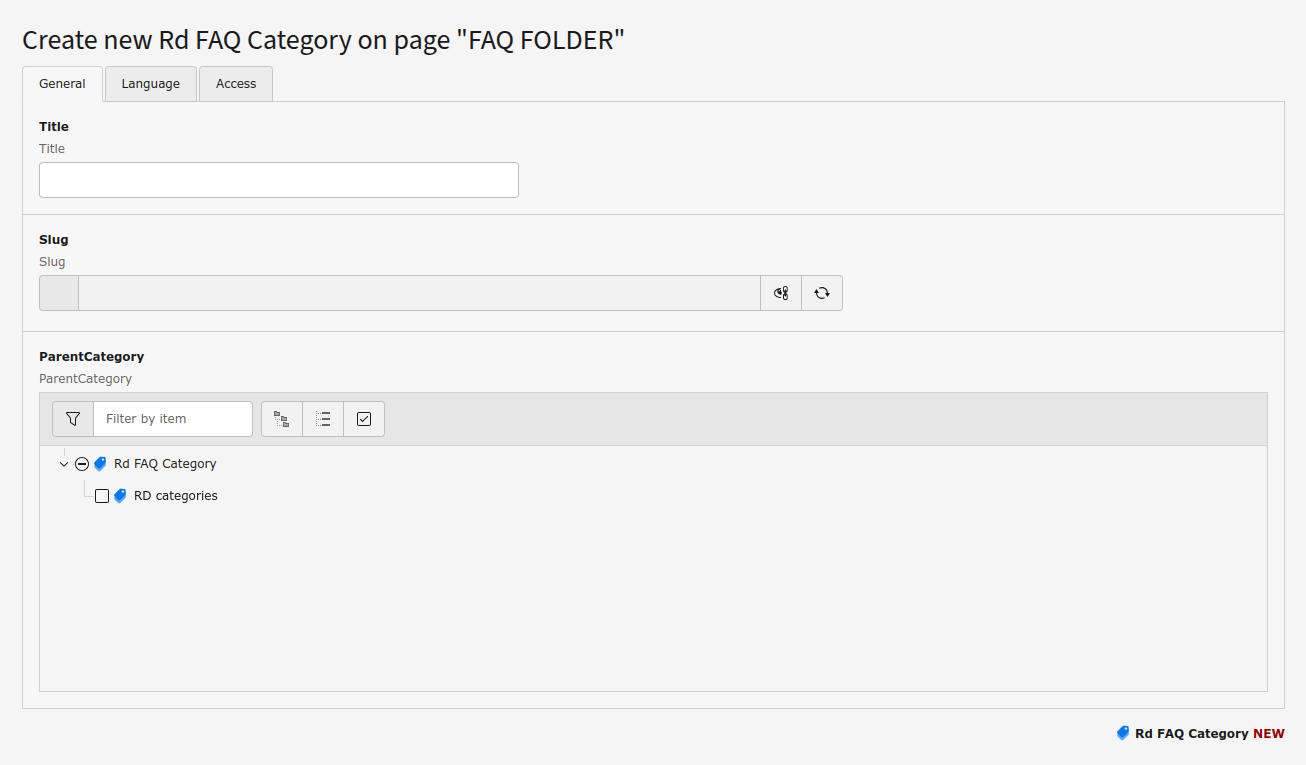 Create new Rd FAQ Category on page "FAQ FOLDER"
General Language Access
Title
Title
Slug
Slug
ParentCategory
ParentCategory
Filter by item
Rd FAQ Category
RD categories
Rd FAQ Category NEW